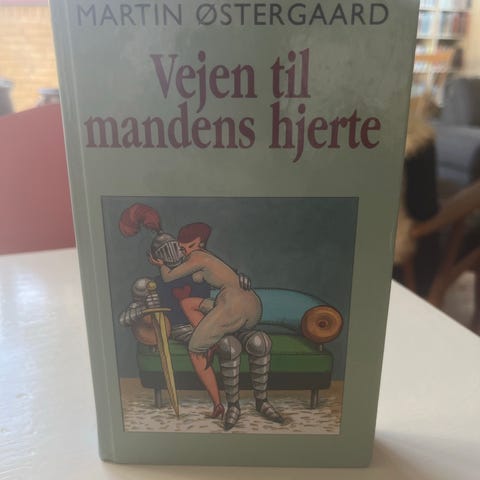 MARTIN ØSTERGAARD
Vejen til
mandens hjerte